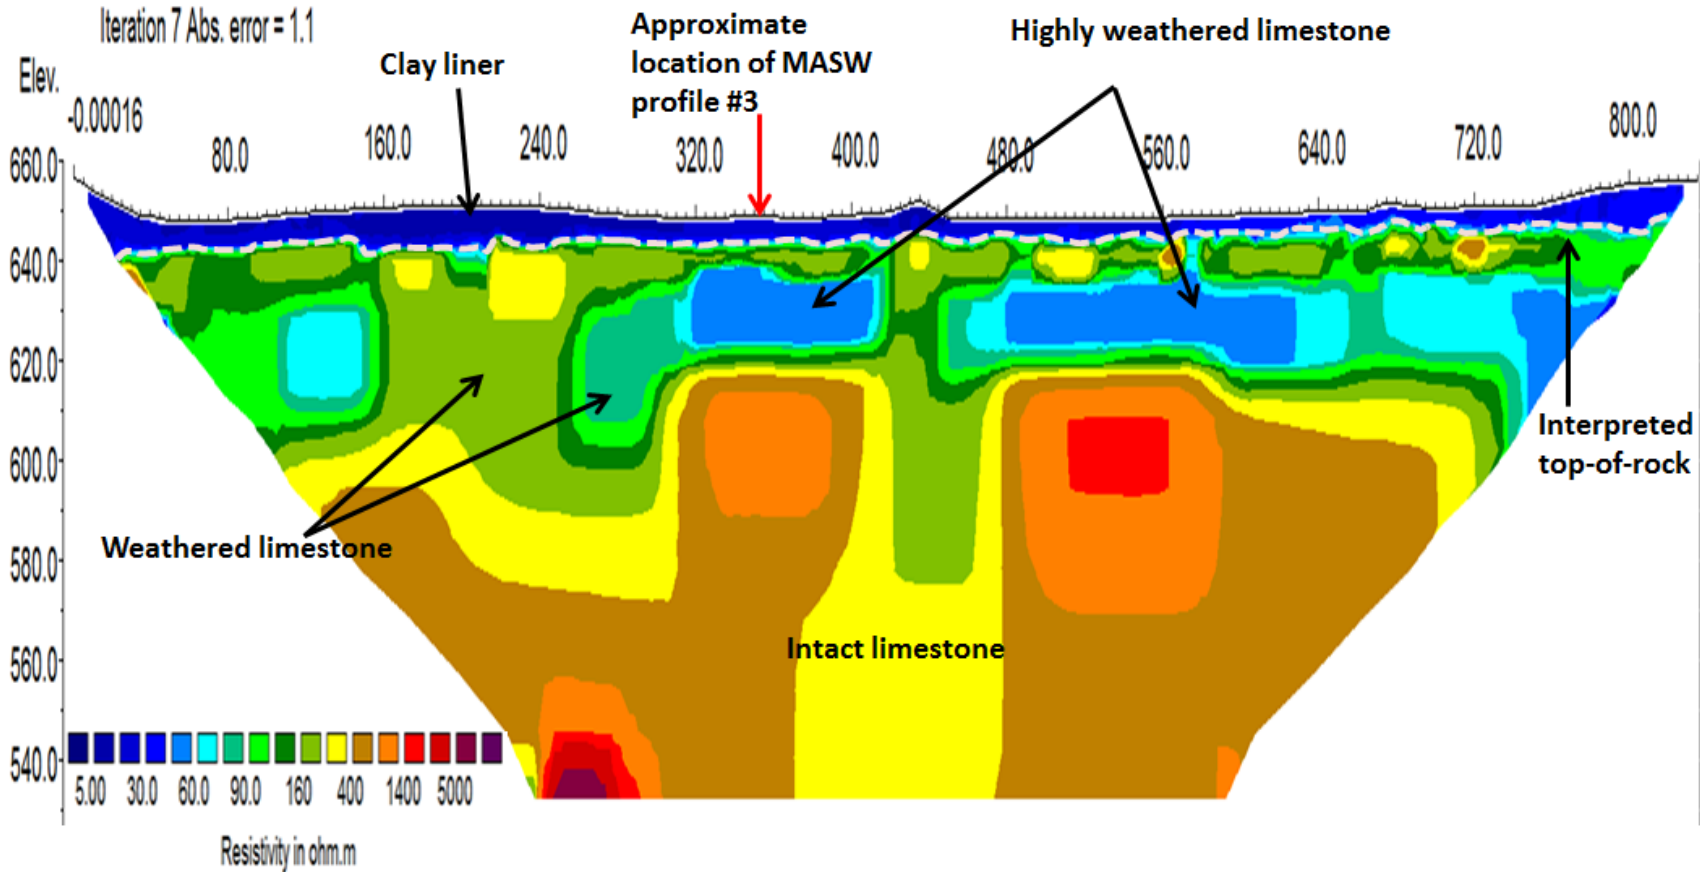 Iteration 7 Abs. error = 1.1
Elev.
Clay liner
Approximate
location of MASW
profile #3
Highly weathered limestone
-0.00016
80.0
160.0
240.0
320.0
400.0
480.0
560.0
640.0
720.0
800.0
660.0
640.0
620.0
600.0
580.0
560.0
540.0
Interpreted
top-of-rock
Weathered limestone
Intact limestone
5.00 30.0 60.0 90.0 160 400 1400 5000
Resistivity in ohm.m